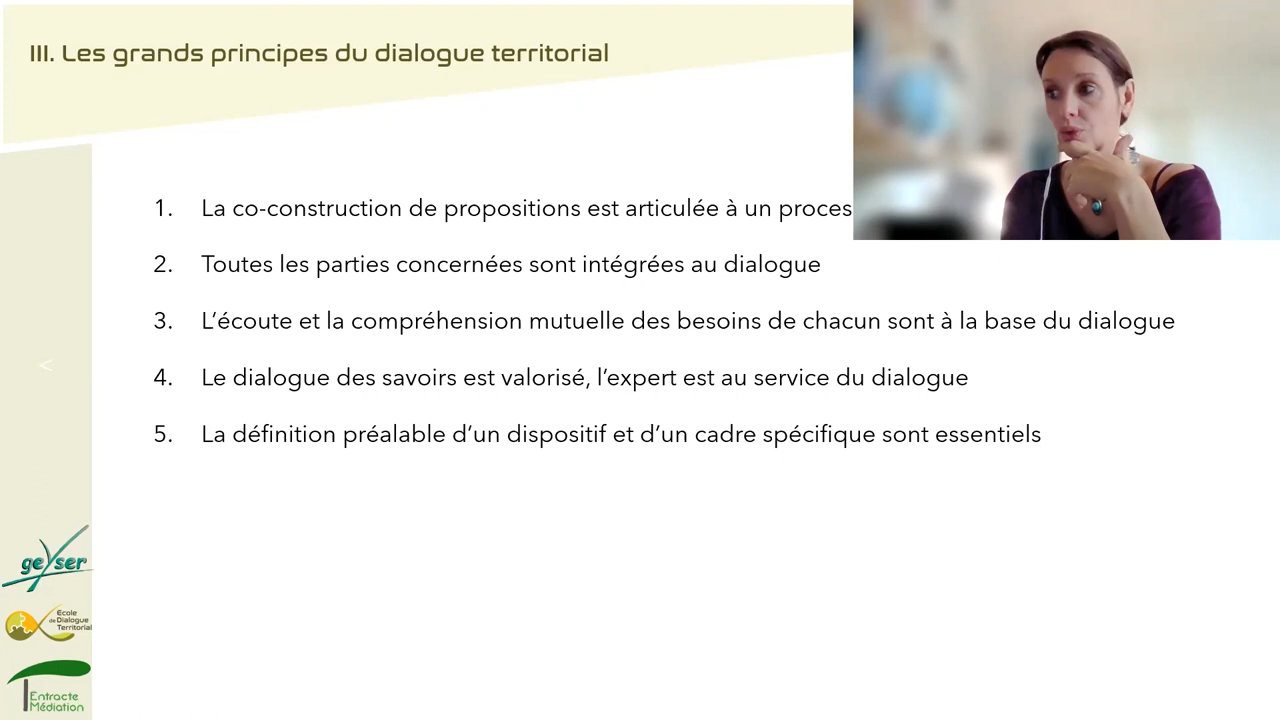 III. Les grands principes du dialogue territorial
1. La co-construction de propositions est articulée à un
2. Toutes les parties concernées sont intégrées au dialogue
3. L’écoute et la compréhension mutuelle des besoins de chacun sont à la base du dialogue
4. Le dialogue des savoirs est valorisé, l’expert est au service du dialogue
5. La définition préalable d’un dispositif et d’un cadre spécifique sont essentiels
<
geyser
Ecole
de Dialogue
Territorial
Entracte
Médiation